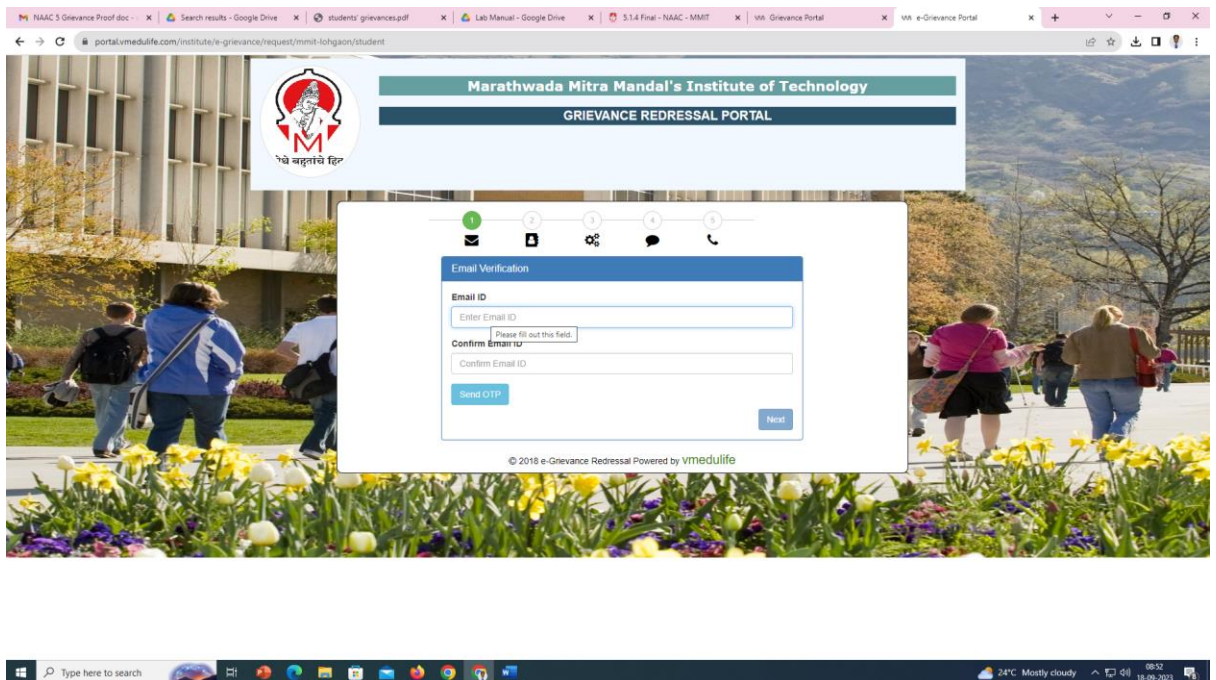 NAAC 5 Grievance Proof doc -
Search results - Google Drive
students' grievances.pdf
Lab Manual - Google Drive
5.1.4 Final - NAAC - MMIT
Grievance Portal
e-Grievance Portal
portal.vmedulife.com/institute/e-grievance/request/mmit-lohgaon/student
Marathwada Mitra Mandal's Institute of Technology
GRIEVANCE REDRESSAL PORTAL
M
येथे बहुतांचे हित
1 2 3 4 5
Email Verification
Email ID
Enter Email ID
Please fill out this field.
Confirm Email ID
Confirm Email ID
Send OTP
Next
© 2018 e-Grievance Redressal Powered by vmedulife
Type here to search
24°C Mostly cloudy
08:52
18-09-2023